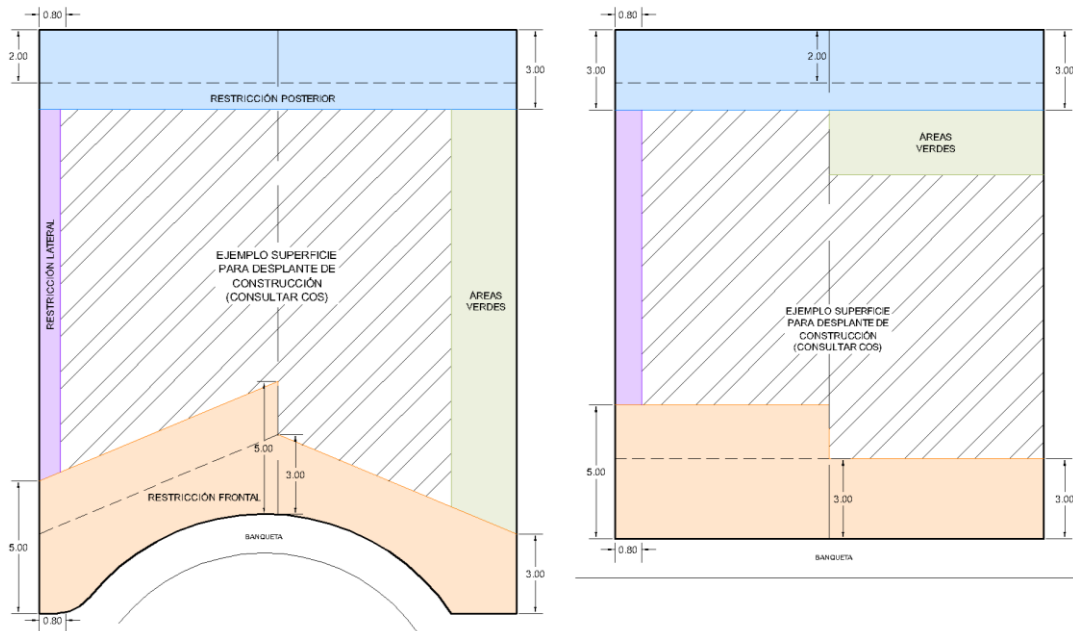 0.80
2.00
3.00
RESTRICCIÓN POSTERIOR
RESTRICCIÓN LATERAL
EJEMPLO SUPERFICIE
PARA DESPLANTE DE
CONSTRUCCIÓN
(CONSULTAR COS)
ÁREAS
VERDES
5.00
3.00
RESTRICCIÓN FRONTAL
5.00
BANQUETA
3.00
0.80
0.80
3.00
2.00
3.00
ÁREAS
VERDES
EJEMPLO SUPERFICIE
PARA DESPLANTE DE
CONSTRUCCIÓN
(CONSULTAR COS)
5.00
3.00
3.00
BANQUETA
0.80